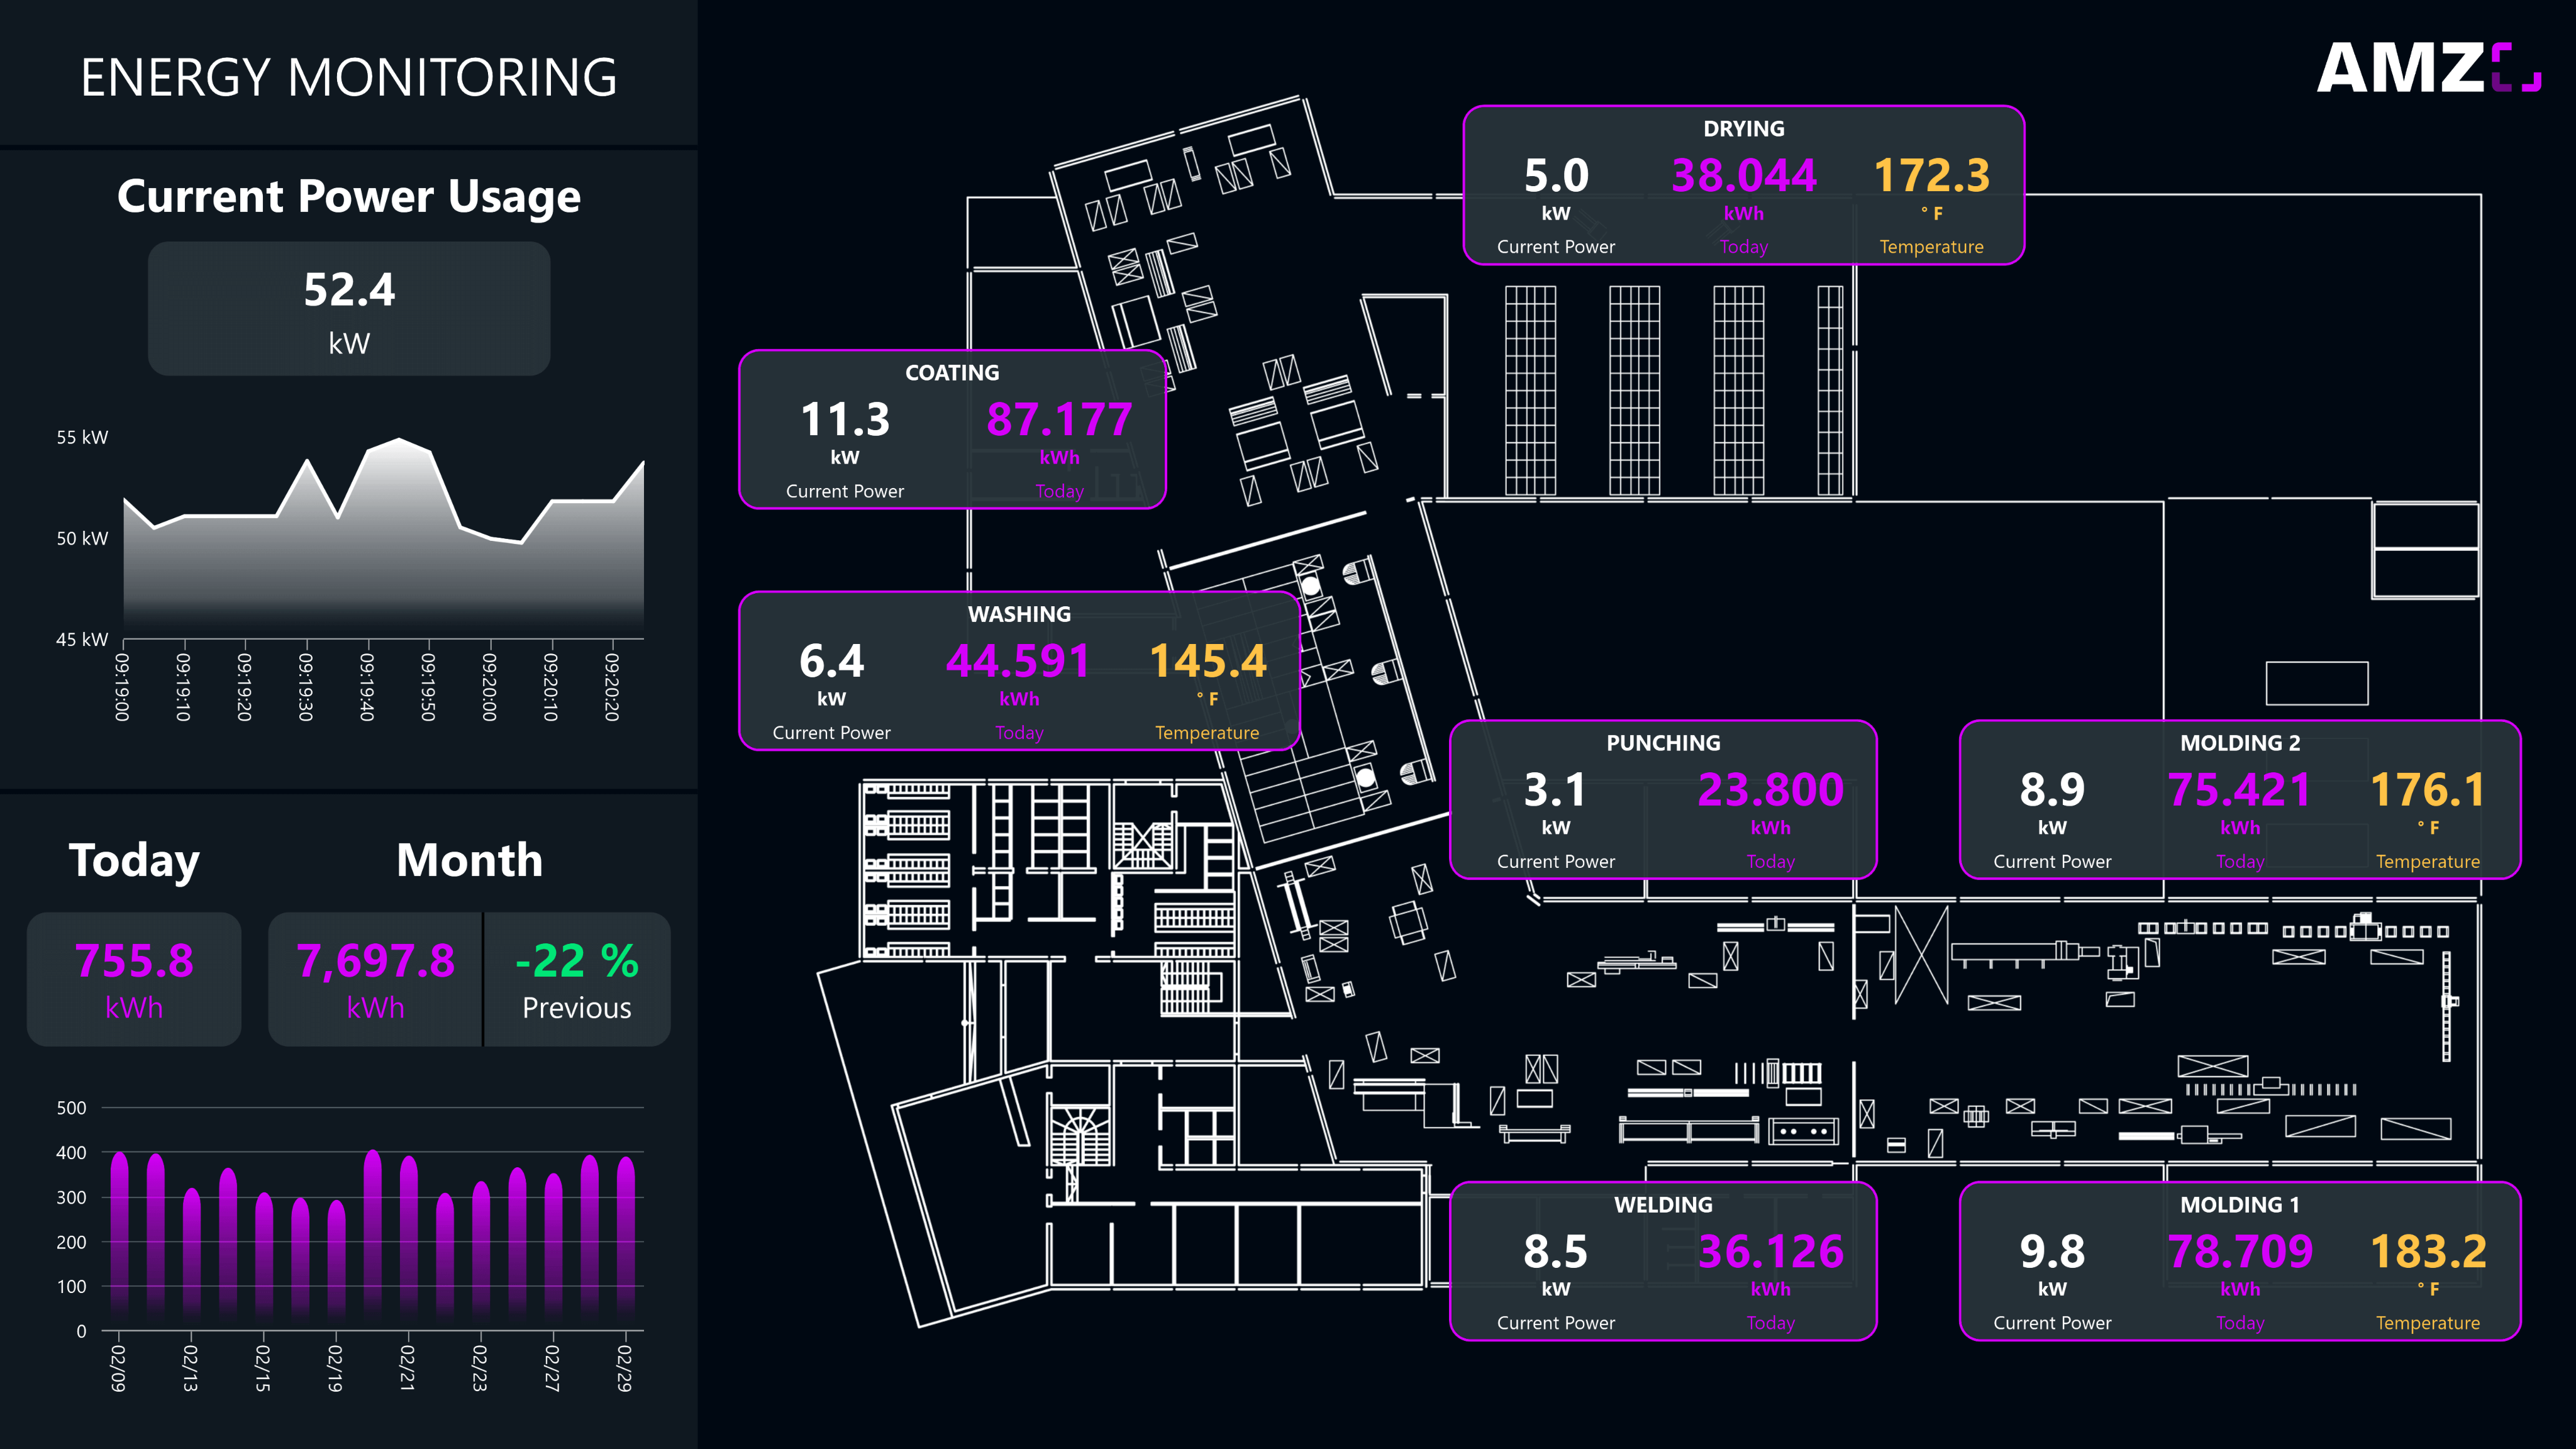 ENERGY MONITORING
Current Power Usage
52.4
kW
55 kW
50 kW
45 kW
09:19:00
09:19:10
09:19:20
09:19:30
09:19:40
09:19:50
09:20:00
09:20:10
09:20:20
Today
Month
755.8
kWh
7,697.8
kWh
-22 %
Previous
500
400
300
200
100
0
02/09
02/13
02/15
02/19
02/21
02/23
02/27
02/29
AMZ
DRYING
5.0 38.044 172.3
kW kWh ° F
Current Power Today Temperature
COATING
11.3 87.177
kW kWh
Current Power Today
WASHING
6.4 44.591 145.4
kW kWh ° F
Current Power Today Temperature
PUNCHING
3.1 23.800
kW kWh
Current Power Today
MOLDING 2
8.9 75.421 176.1
kW kWh ° F
Current Power Today Temperature
WELDING
8.5 36.126
kW kWh
Current Power Today
MOLDING 1
9.8 78.709 183.2
kW kWh ° F
Current Power Today Temperature